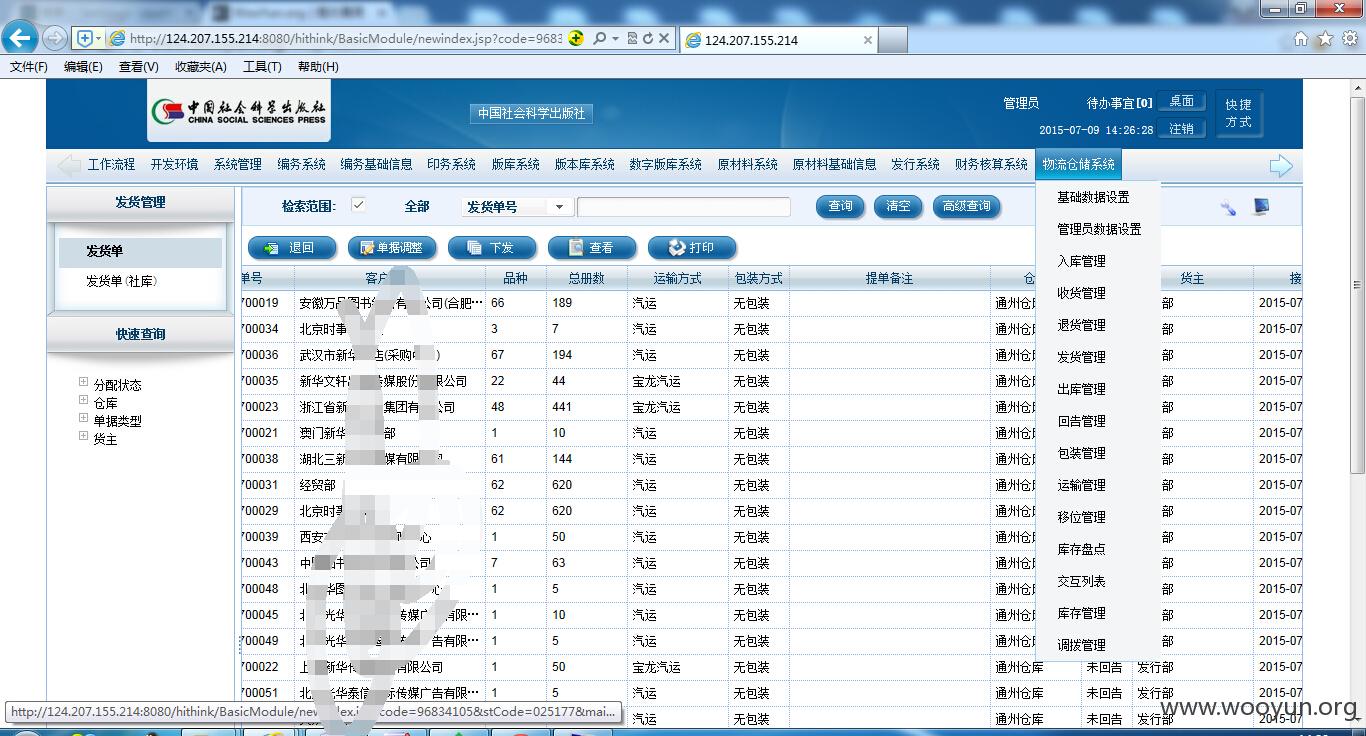 http://124.207.155.214:8080/hithink/BasicModule/newindex.jsp?code=9683
124.207.155.214
文件(F) 编辑(E) 查看(V) 收藏夹(A) 工具(T) 帮助(H)
中国社会科学出版社
CHINA SOCIAL SCIENCES PRESS
中国社会科学出版社
管理员 待办事宜[0] 桌面 快捷方式
2015-07-09 14:26:28 注销
工作流程 开发环境 系统管理 编务系统 编务基础信息 印务系统 版库系统 版本库系统 数字版库系统 原材料系统 原材料基础信息 发行系统 财务核算系统 物流仓储系统
发货管理
发货单
发货单(社库)
快速查询
分配状态
仓库
单据类型
货主
检索范围: 全部 发货单号 查询 清空 高级查询
退回 单据调整 下发 查看 打印
单号 客户 品种 总册数 运输方式 包装方式 提单备注 仓 货主 接
700019 安徽万品图书 有 公司(合肥… 66 189 汽运 无包装 通州仓 部 2015-07
700034 北京时事 3 7 汽运 无包装 通州仓 部 2015-07
700036 武汉市新华 店(采购 ) 67 194 汽运 无包装 通州仓 部 2015-07
700035 新华文轩 传媒股份 限公司 22 44 宝龙汽运 无包装 通州仓 部 2015-07
700023 浙江省新 集团有 公司 48 441 宝龙汽运 无包装 通州仓 部 2015-07
700021 澳门新华 部 1 10 汽运 无包装 通州仓 部 2015-07
700038 湖北三新 媒有限 司 61 144 汽运 无包装 通州仓 部 2015-07
700031 经贸部 62 620 汽运 无包装 通州仓 部 2015-07
700029 北京时事 62 620 汽运 无包装 通州仓 部 2015-07
700039 西安 购 心 1 50 汽运 无包装 通州仓 部 2015-07
700043 中 图书 公司 7 63 汽运 无包装 通州仓 部 2015-07
700048 北 华图 心 1 5 汽运 无包装 通州仓 部 2015-07
700045 北 光华 传媒广 有限… 1 10 汽运 无包装 通州仓 部 2015-07
700049 北 光华 传 广告有限… 1 5 汽运 无包装 通州仓 部 2015-07
700022 上 新华传 有限公司 1 50 宝龙汽运 无包装 通州仓库 未回告 发行部 2015-07
700051 北 光华泰信 际传媒广告有限… 1 5 汽运 无包装 通州仓库 未回告 发行部 2015-07
汽运 无包装 通州仓库 未回告 发行部 2015-07
基础数据设置
管理员数据设置
入库管理
收货管理
退货管理
发货管理
出库管理
回告管理
包装管理
运输管理
移位管理
库存盘点
交互列表
库存管理
调拨管理
http://124.207.155.214:8080/hithink/BasicModule/new dex.j code=96834105&stCode=025177&mai...
www.wooyun.org